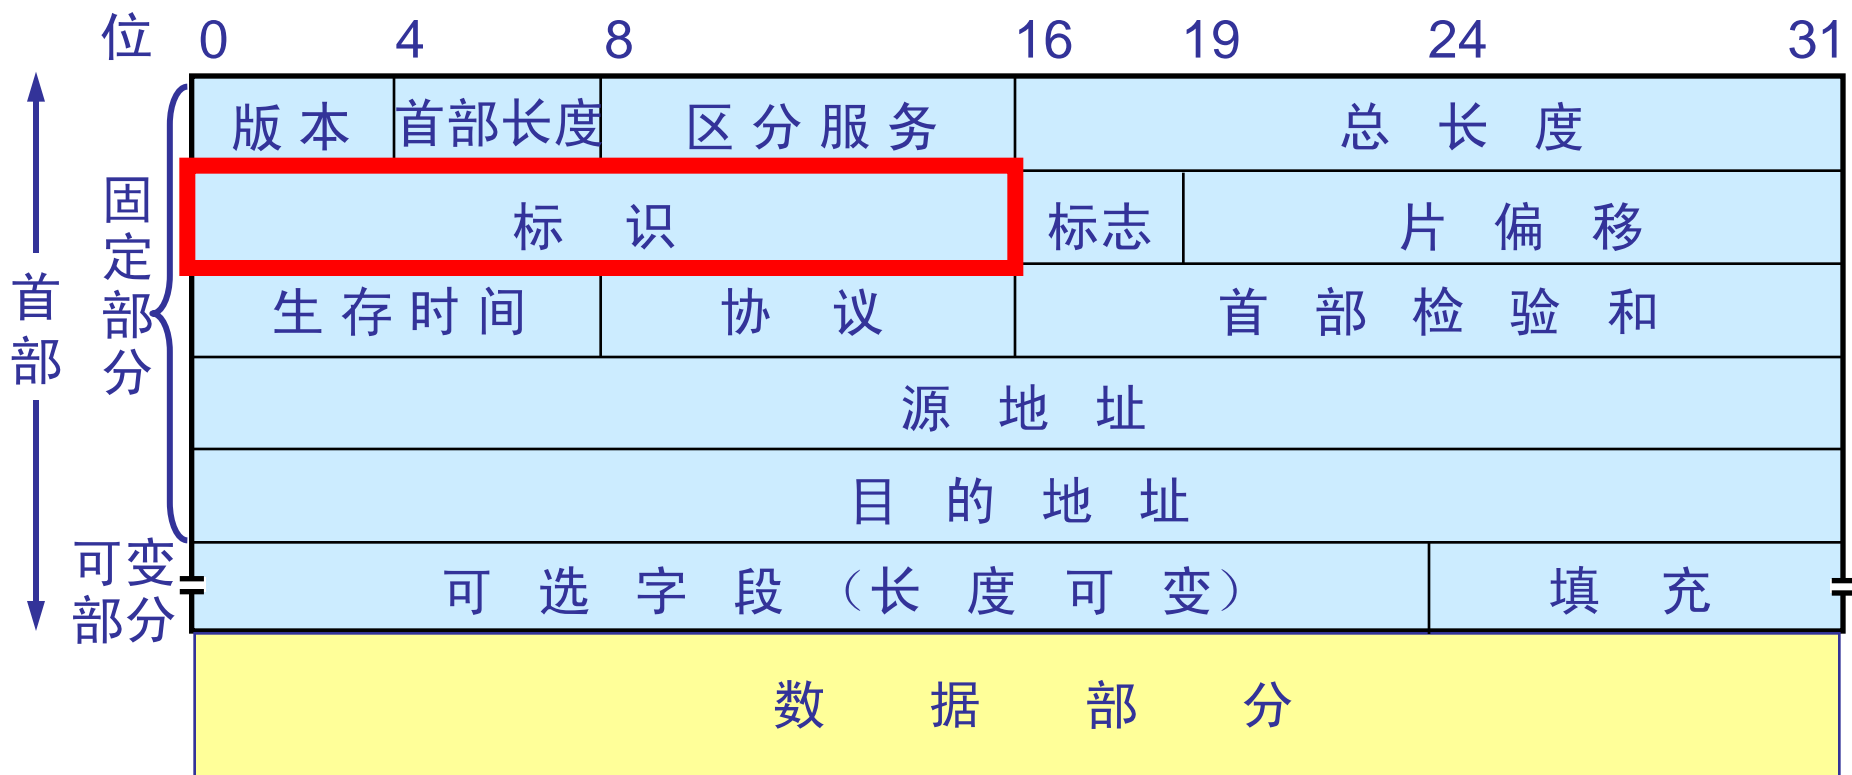 位 0 4 8 16 19 24 31
版本 首部长度 区分服务 总长度
标识 标志 片偏移
生存时间 协议 首部检验和
源地址
目的地址
可选字段（长度可变） 填充
数据部分
首部
固定部分
可变
部分